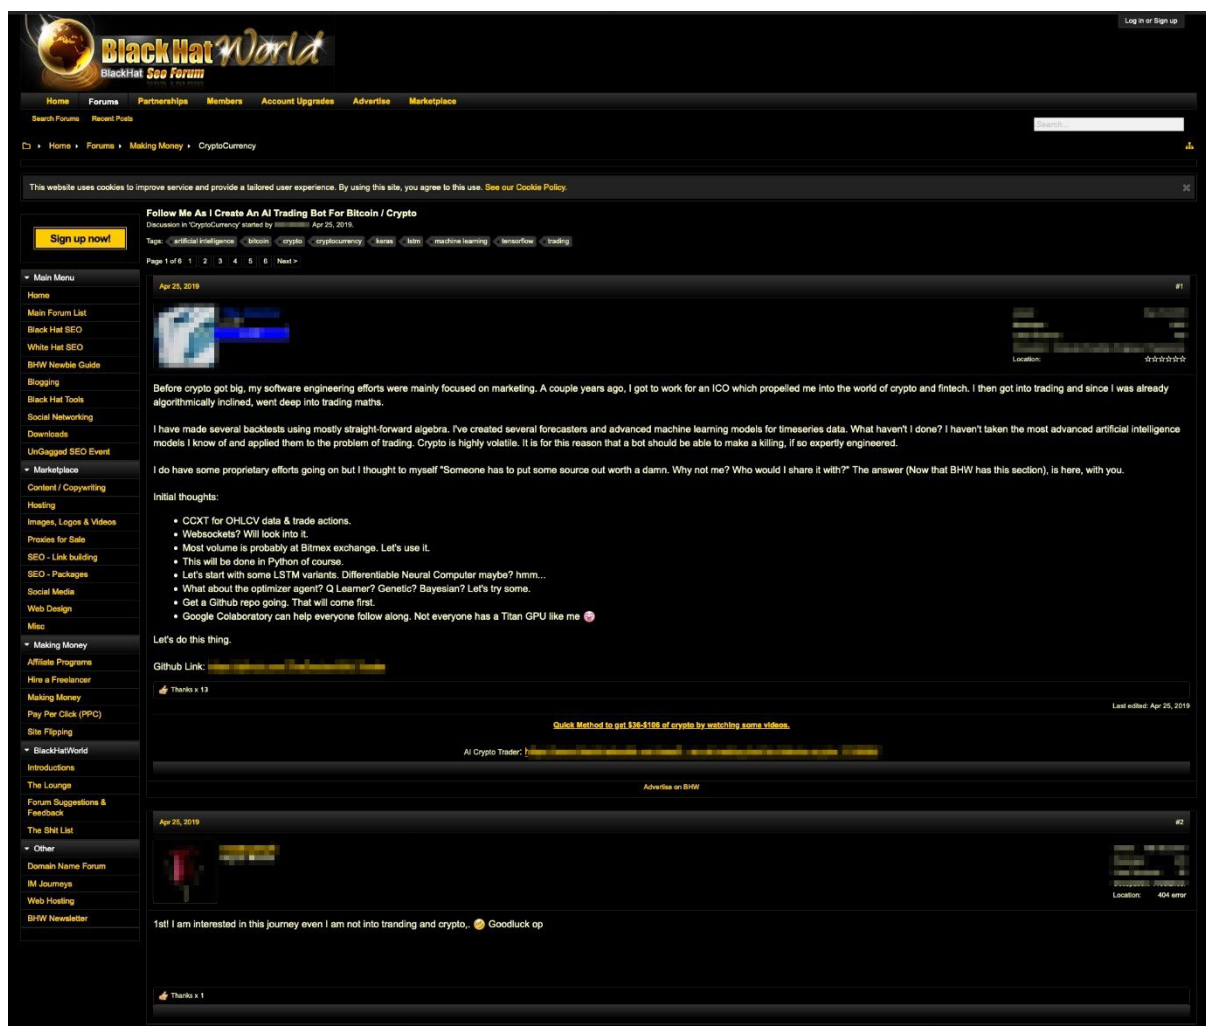 Log in or Sign up
BlackHat World
BlackHat Seo Forum
Home Forums Partnerships Members Account Upgrades Advertise Marketplace
Search Forums Recent Posts
Search...
Home Forums Making Money CryptoCurrency
This website uses cookies to improve service and provide a tailored user experience. By using this site, you agree to this use. See our Cookie Policy.
Sign up now!
Main Menu
Home
Main Forum List
Black Hat SEO
White Hat SEO
BHW Newbie Guide
Blogging
Black Hat Tools
Social Networking
Downloads
UnGagged SEO Event
Marketplace
Content / Copywriting
Hosting
Images, Logos & Videos
Proxies for Sale
SEO - Link building
SEO - Packages
Social Media
Web Design
Misc
Making Money
Affiliate Programs
Hire a Freelancer
Making Money
Pay Per Click (PPC)
Site Flipping
BlackHatWorld
Introductions
The Lounge
Forum Suggestions &
Feedback
The Shit List
Other
Domain Name Forum
IM Journeys
Web Hosting
BHW Newsletter
Follow Me As I Create An AI Trading Bot For Bitcoin / Crypto
Discussion in 'CryptoCurrency' started by Apr 25, 2019.
Tags: artificial intelligence bitcoin crypto cryptocurrency keras lstm machine learning tensorflow trading
Page 1 of 6 1 2 3 4 5 6 Next >
Apr 25, 2019 #1
Location: ☆☆☆☆☆☆
Before crypto got big, my software engineering efforts were mainly focused on marketing. A couple years ago, I got to work for an ICO which propelled me into the world of crypto and fintech. I then got into trading and since I was already
algorithmically inclined, went deep into trading maths.
I have made several backtests using mostly straight-forward algebra. I've created several forecasters and advanced machine learning models for timeseries data. What haven't I done? I haven't taken the most advanced artificial intelligence
models I know of and applied them to the problem of trading. Crypto is highly volatile. It is for this reason that a bot should be able to make a killing, if so expertly engineered.
I do have some proprietary efforts going on but I thought to myself "Someone has to put some source out worth a damn. Why not me? Who would I share it with?" The answer (Now that BHW has this section), is here, with you.
Initial thoughts:
• CCXT for OHLCV data & trade actions.
• Websockets? Will look into it.
• Most volume is probably at Bitmex exchange. Let's use it.
• This will be done in Python of course.
• Let's start with some LSTM variants. Differentiable Neural Computer maybe? hmm...
• What about the optimizer agent? Q Learner? Genetic? Bayesian? Let's try some.
• Get a Github repo going. That will come first.
• Google Colaboratory can help everyone follow along. Not everyone has a Titan GPU like me
Let's do this thing.
Github Link:
Thanks x 13
Last edited: Apr 25, 2019
Quick Method to get $36-$106 of crypto by watching some videos.
AI Crypto Trader:
Advertise on BHW
Apr 25, 2019 #2
Location: 404 error
1st! I am interested in this journey even I am not into tranding and crypto,. Goodluck op
Thanks x 1